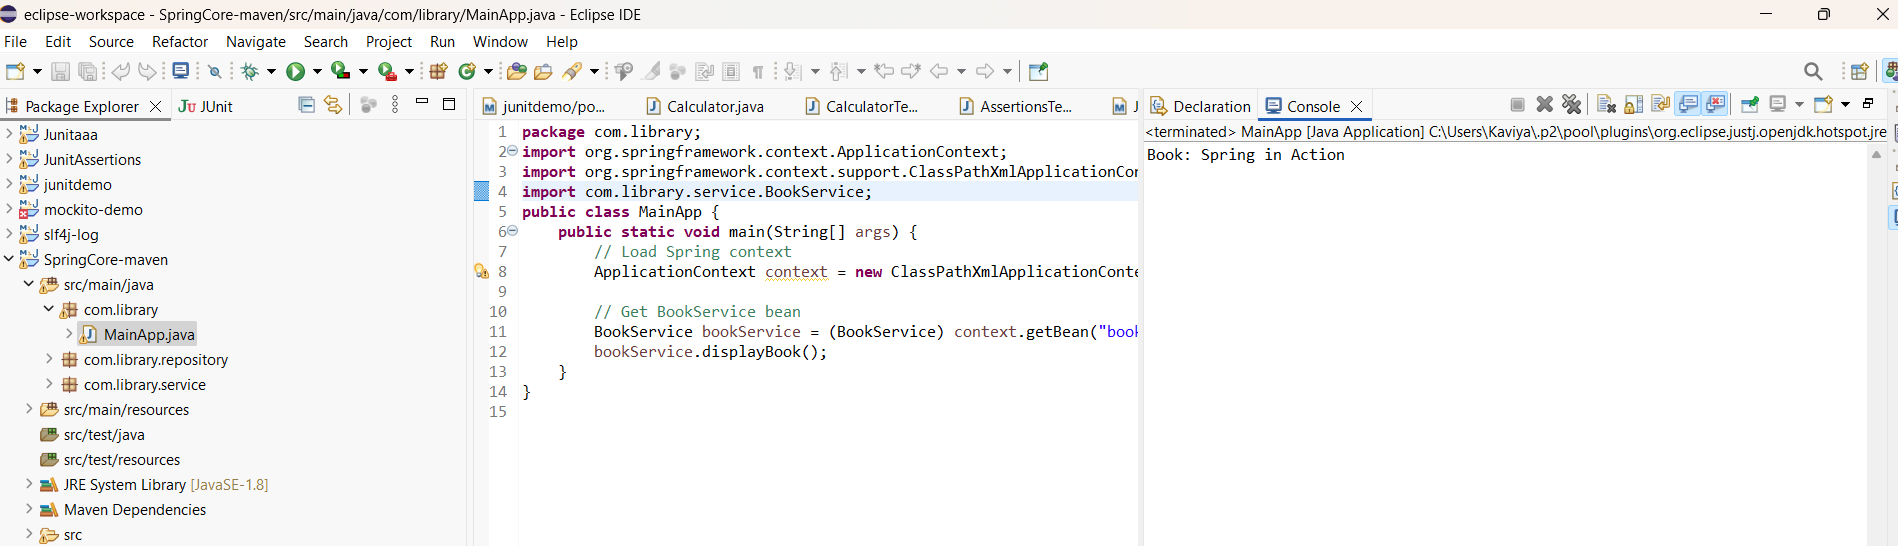 eclipse-workspace - SpringCore-maven/src/main/java/com/library/MainApp.java - Eclipse IDE
File Edit Source Refactor Navigate Search Project Run Window Help
Package Explorer JUnit
Junitaaa
JunitAssertions
junitdemo
mockito-demo
slf4j-log
SpringCore-maven
src/main/java
com.library
MainApp.java
com.library.repository
com.library.service
src/main/resources
src/test/java
src/test/resources
JRE System Library [JavaSE-1.8]
Maven Dependencies
src
junitdemo/po... Calculator.java CalculatorTe... AssertionsTe... J
1 package com.library;
2 import org.springframework.context.ApplicationContext;
3 import org.springframework.context.support.ClassPathXmlApplicationCon
4 import com.library.service.BookService;
5 public class MainApp {
6 public static void main(String[] args) {
7 // Load Spring context
8 ApplicationContext context = new ClassPathXmlApplicationConte
9
10 // Get BookService bean
11 BookService bookService = (BookService) context.getBean("book
12 bookService.displayBook();
13 }
14 }
15
Declaration Console
<terminated> MainApp [Java Application] C:\Users\Kaviya\.p2\pool\plugins\org.eclipse.justj.openjdk.hotspot.jre
Book: Spring in Action